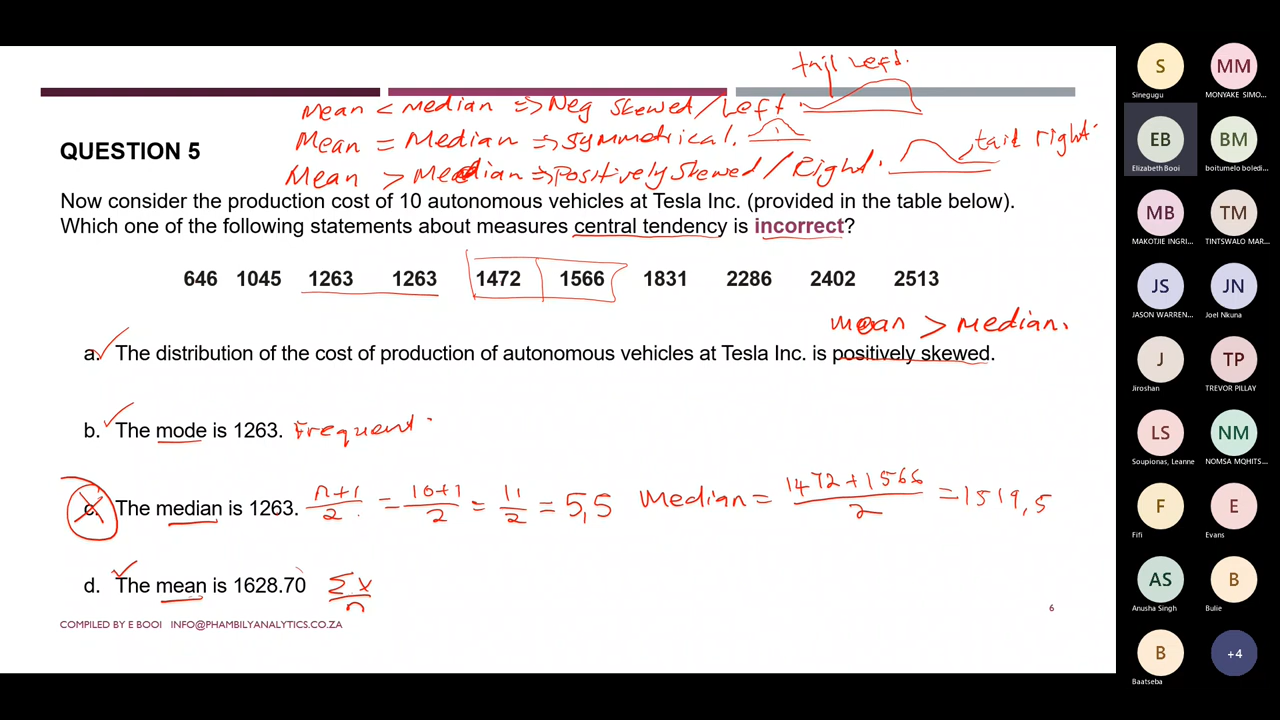 tail Left.
Mean < median => Neg skewed/Left.
Mean = Median => symmetrical.
Mean > Median => Positively skewed/Right. tail right.
QUESTION 5
Now consider the production cost of 10 autonomous vehicles at Tesla Inc. (provided in the table below).
Which one of the following statements about measures central tendency is incorrect?
646 1045 1263 1263 1472 1566 1831 2286 2402 2513
mean > median.
a. The distribution of the cost of production of autonomous vehicles at Tesla Inc. is positively skewed.
b. The mode is 1263. Frequent.
c. The median is 1263. n+1/2 = 10+1/2 = 11/2 = 5,5 Median = 1472+1566/2 = 1519,5
d. The mean is 1628.70 Σx/n
COMPILED BY E BOOI INFO@PHAMBILYANALYTICS.CO.ZA
6
S
Sinegugu
MM
MONYAKE SIMO...
EB
Elizabeth Booi
BM
boitumelo boledi...
MB
MAKOTJIE INGRI...
TM
TINTSWALO MAR...
JS
JASON WARREN...
JN
Joel Nkuna
J
Jiroshan
TP
TREVOR PILLAY
LS
Soupionas, Leanne
NM
NOMSA MQHITS...
F
Fifi
E
Evans
AS
Anusha Singh
B
Bulie
B
Baatseba
+4